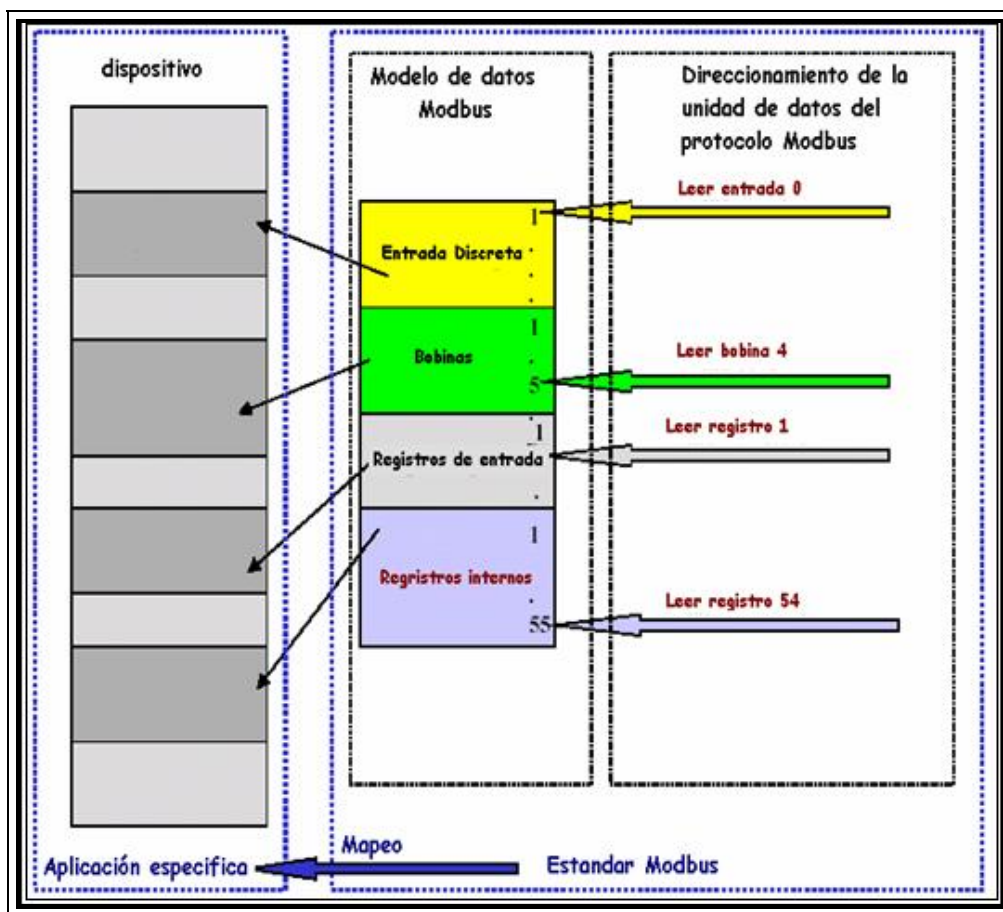 dispositivo
Modelo de datos
Modbus
Direccionamiento de la
unidad de datos del
protocolo Modbus
Leer entrada 0
1
Entrada Discreta
.
.
.
1
Bobinas
.
5
Leer bobina 4
.
1
Leer registro 1
Registros de entrada
.
1
Regristros internos
.
55
Leer registro 54
Mapeo
Aplicación especifica
Estandar Modbus